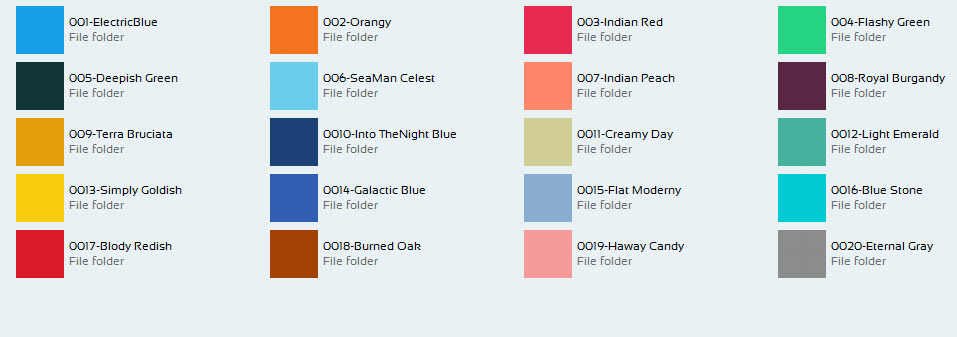 001-ElectricBlue
File folder
002-Orangy
File folder
003-Indian Red
File folder
004-Flashy Green
File folder
005-Deepish Green
File folder
006-SeaMan Celest
File folder
007-Indian Peach
File folder
008-Royal Burgandy
File folder
009-Terra Bruciata
File folder
0010-Into TheNight Blue
File folder
0011-Creamy Day
File folder
0012-Light Emerald
File folder
0013-Simply Goldish
File folder
0014-Galactic Blue
File folder
0015-Flat Moderny
File folder
0016-Blue Stone
File folder
0017-Blody Redish
File folder
0018-Burned Oak
File folder
0019-Haway Candy
File folder
0020-Eternal Gray
File folder